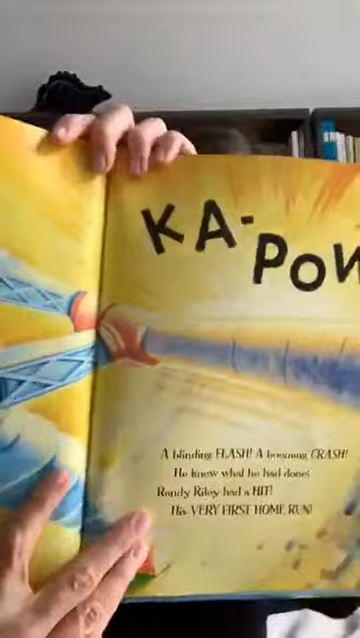 KA-
POW
A blinding FLASH! A booming CRASH!
He knew what he had done:
Randy Riley had a HIT!
His VERY FIRST HOME RUN!